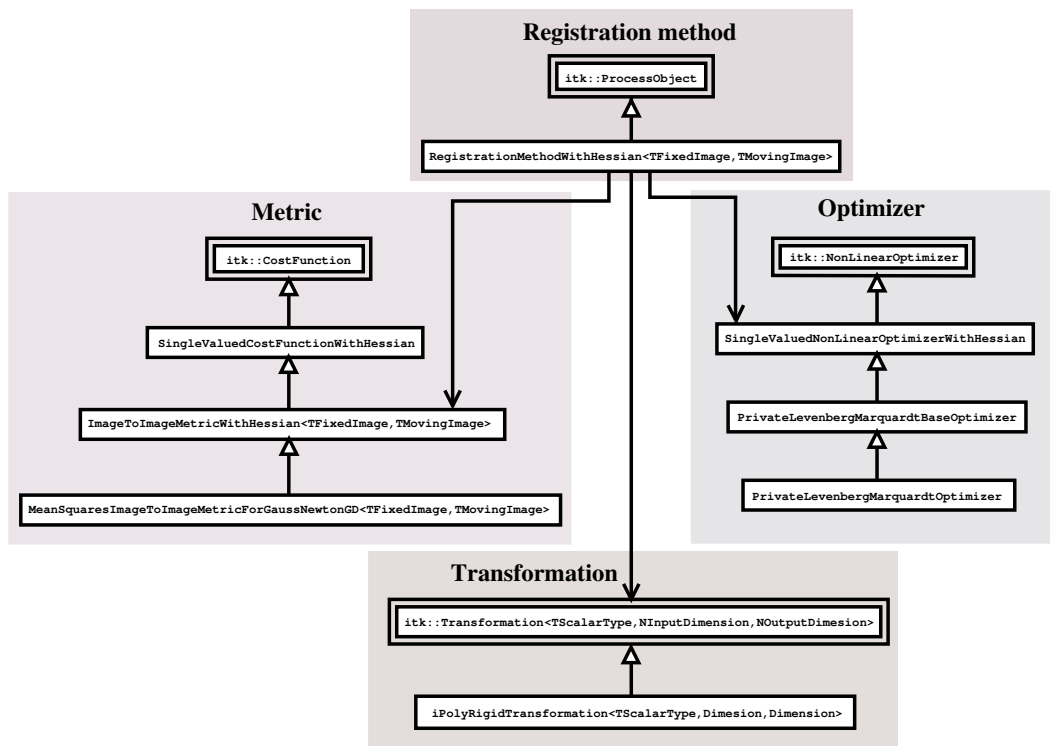 Registration method
itk::ProcessObject
RegistrationMethodWithHessian<TFixedImage,TMovingImage>
Metric
itk::CostFunction
SingleValuedCostFunctionWithHessian
ImageToImageMetricWithHessian<TFixedImage,TMovingImage>
MeanSquaresImageToImageMetricForGaussNewtonGD<TFixedImage,TMovingImage>
Optimizer
itk::NonLinearOptimizer
SingleValuedNonLinearOptimizerWithHessian
PrivateLevenbergMarquardtBaseOptimizer
PrivateLevenbergMarquardtOptimizer
Transformation
itk::Transformation<TScalarType,NInputDimension,NOutputDimesion>
iPolyRigidTransformation<TScalarType,Dimesion,Dimension>